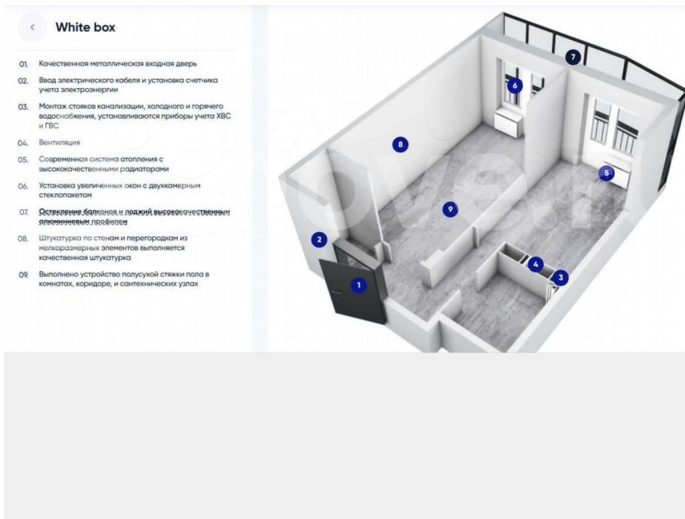 White box
01. Качественная металлическая входная дверь
02. Ввод электрического кабеля и установка счетчика
учета электроэнергии
03. Монтаж стояков канализации, холодного и горячего
водоснабжения, устанавливаются приборы учета ХВС
и ГВС
04. Вентиляция
05. Современная система отопления с
высококачественными радиаторами
06. Установка увеличенных окон с двухкамерным
стеклопакетом
07. Остекление балконов и лоджий высококачественным
алюминиевым профилем
08. Штукатурка по стенам и перегородкам из
мелкоразмерных элементов выполняется
качественная штукатурка
09. Выполнено устройство полусухой стяжки пола в
комнатах, коридоре, и сантехнических узлах
7
6
8
5
9
2
4
3
1